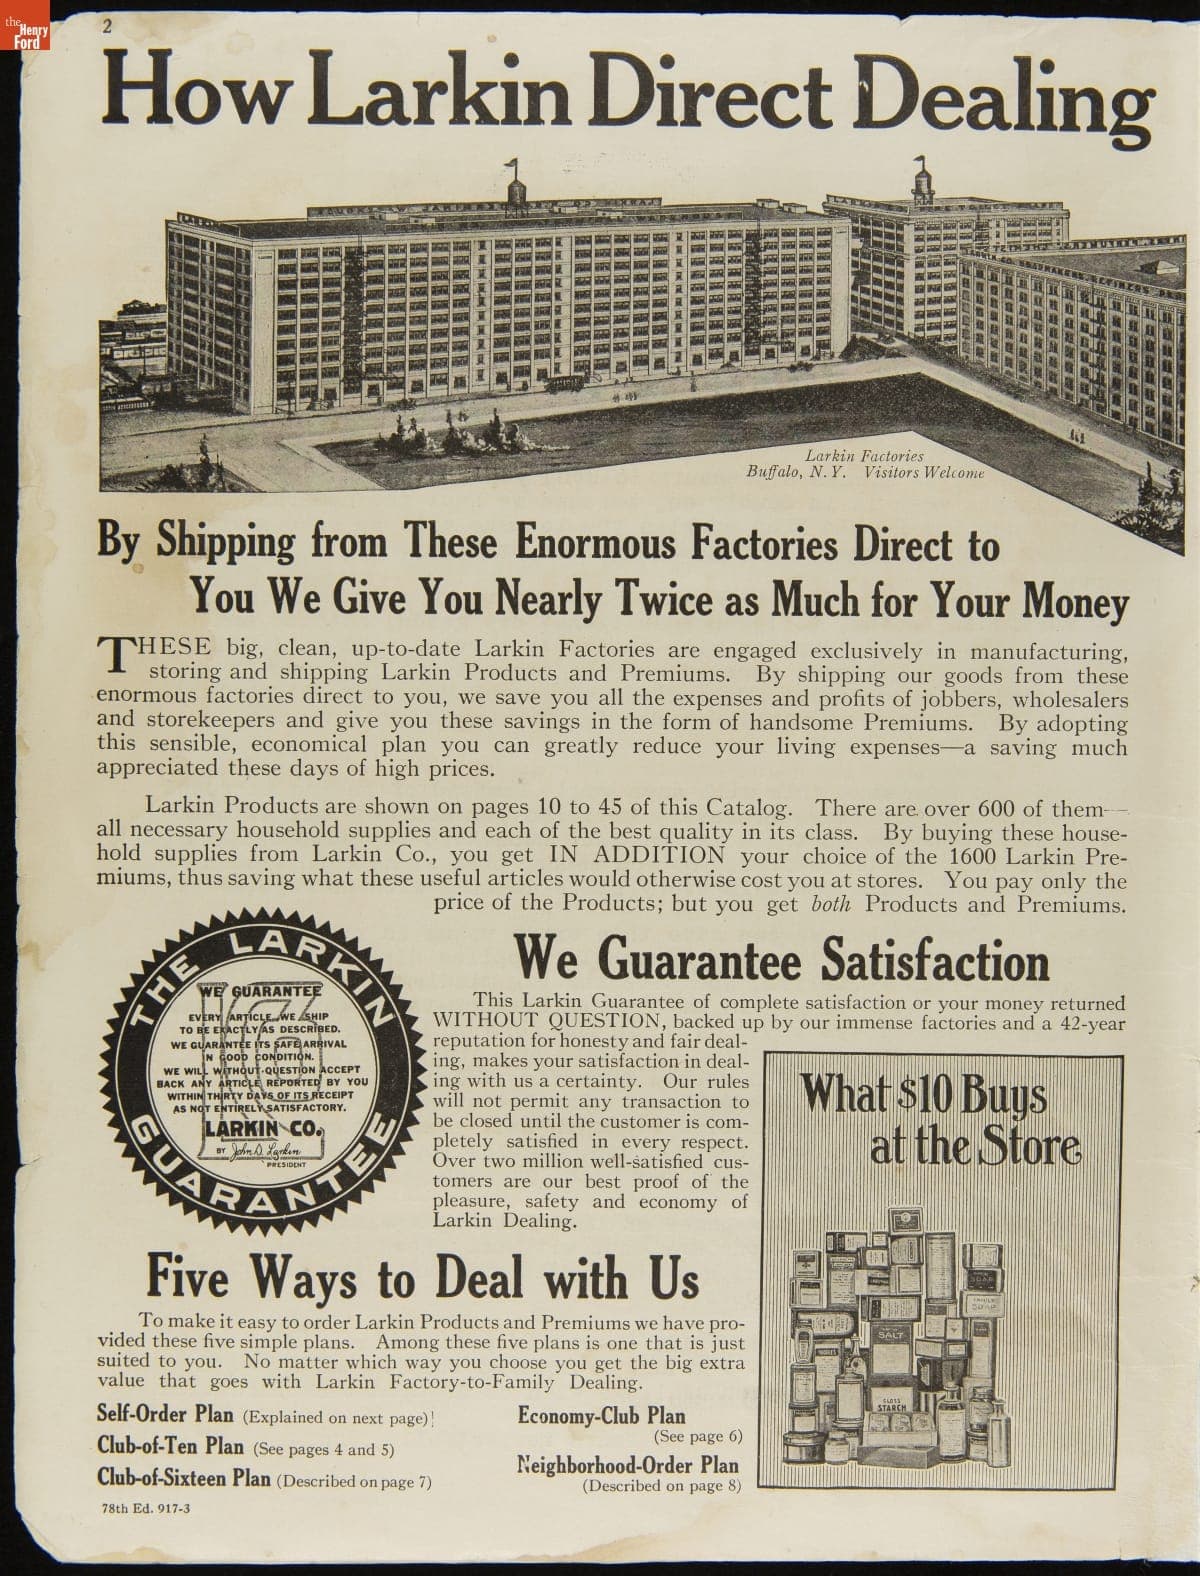 the
Henry
Ford
2
How Larkin Direct Dealing
Larkin Factories
Buffalo, N. Y. Visitors Welcome
By Shipping from These Enormous Factories Direct to
You We Give You Nearly Twice as Much for Your Money
THESE big, clean, up-to-date Larkin Factories are engaged exclusively in manufacturing,
storing and shipping Larkin Products and Premiums. By shipping our goods from these
enormous factories direct to you, we save you all the expenses and profits of jobbers, wholesalers
and storekeepers and give you these savings in the form of handsome Premiums. By adopting
this sensible, economical plan you can greatly reduce your living expenses—a saving much
appreciated these days of high prices.
Larkin Products are shown on pages 10 to 45 of this Catalog. There are over 600 of them—
all necessary household supplies and each of the best quality in its class. By buying these house-
hold supplies from Larkin Co., you get IN ADDITION your choice of the 1600 Larkin Pre-
miums, thus saving what these useful articles would otherwise cost you at stores. You pay only the
price of the Products; but you get both Products and Premiums.
THE LARKIN
GUARANTEE
WE GUARANTEE
EVERY ARTICLE WE SHIP
TO BE EXACTLY AS DESCRIBED.
WE GUARANTEE ITS SAFE ARRIVAL
IN GOOD CONDITION.
WE WILL WITHOUT QUESTION ACCEPT
BACK ANY ARTICLE REPORTED BY YOU
WITHIN THIRTY DAYS OF ITS RECEIPT
AS NOT ENTIRELY SATISFACTORY.
LARKIN CO.
BY John D. Larkin
PRESIDENT
We Guarantee Satisfaction
This Larkin Guarantee of complete satisfaction or your money returned
WITHOUT QUESTION, backed up by our immense factories and a 42-year
reputation for honesty and fair deal-
ing, makes your satisfaction in deal-
ing with us a certainty. Our rules
will not permit any transaction to
be closed until the customer is com-
pletely satisfied in every respect.
Over two million well-satisfied cus-
tomers are our best proof of the
pleasure, safety and economy of
Larkin Dealing.
What $10 Buys
at the Store
SOAP
SOAP
SALT
GLOSS
STARCH
Five Ways to Deal with Us
To make it easy to order Larkin Products and Premiums we have pro-
vided these five simple plans. Among these five plans is one that is just
suited to you. No matter which way you choose you get the big extra
value that goes with Larkin Factory-to-Family Dealing.
Self-Order Plan (Explained on next page)
Club-of-Ten Plan (See pages 4 and 5)
Club-of-Sixteen Plan (Described on page 7)
Economy-Club Plan
(See page 6)
Neighborhood-Order Plan
(Described on page 8)
78th Ed. 917-3